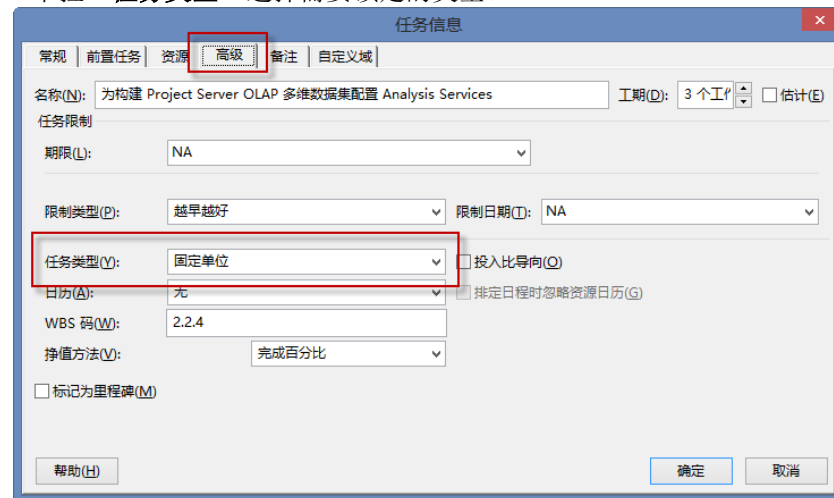 任务信息
常规 前置任务 资源 高级 备注 自定义域
名称(N): 为构建 Project Server OLAP 多维数据集配置 Analysis Services 工期(D): 3 个工作 估计(E)
任务限制
期限(L): NA
限制类型(P): 越早越好 限制日期(T): NA
任务类型(Y): 固定单位 投入比导向(O)
日历(A): 无 排定日程时忽略资源日历(G)
WBS 码(W): 2.2.4
挣值方法(V): 完成百分比
标记为里程碑(M)
帮助(H) 确定 取消